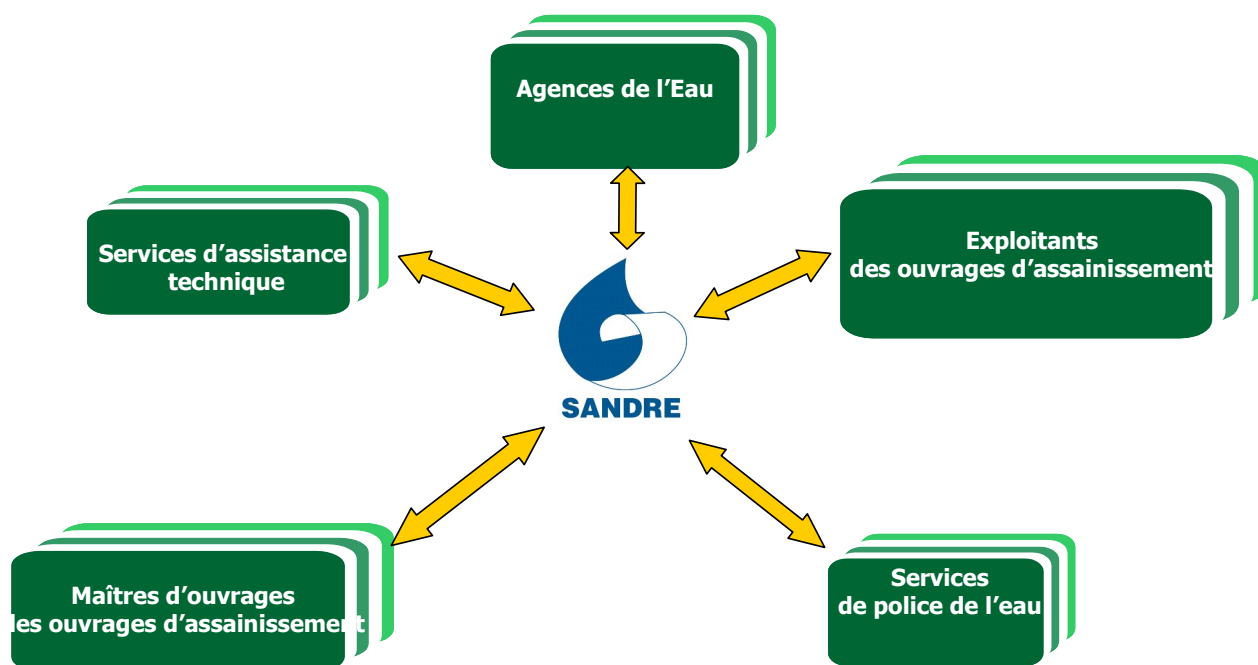 Agences de l’Eau
Services d’assistance
technique
Exploitants
des ouvrages d’assainissement
SANDRE
Maîtres d’ouvrages
des ouvrages d’assainissement
Services
de police de l’eau